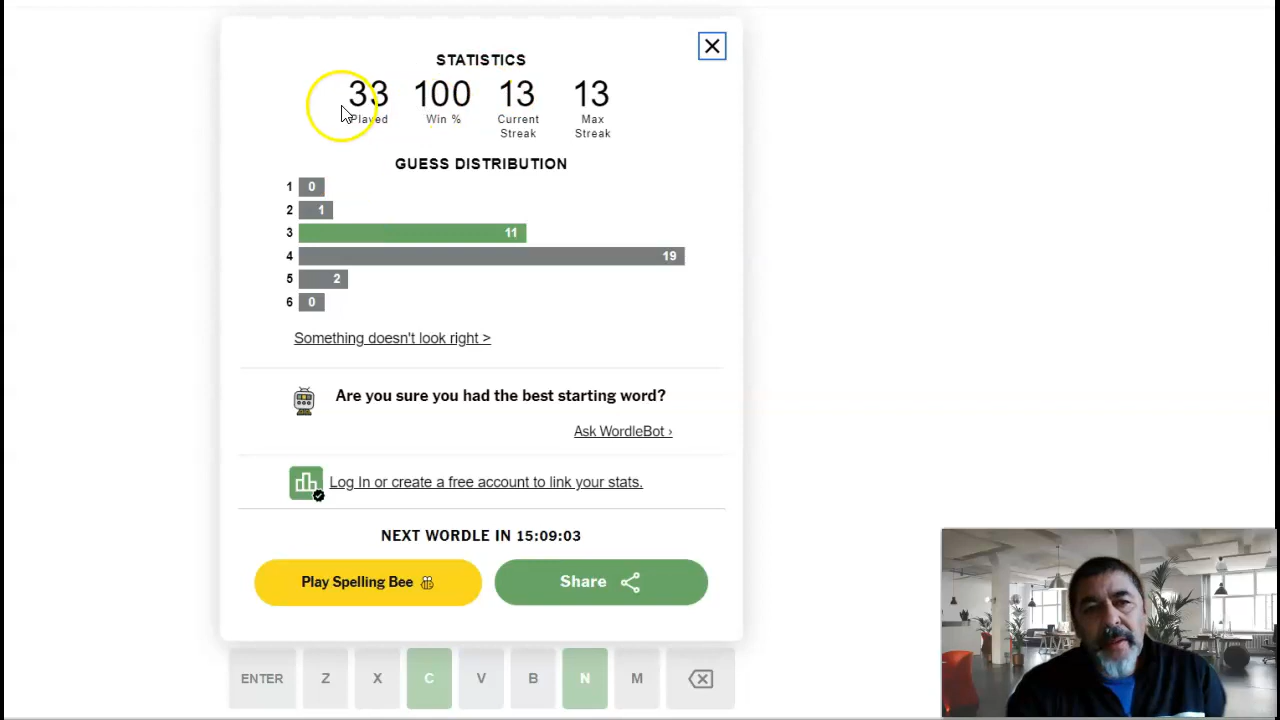 STATISTICS
33 100 13 13
Played Win % Current Streak Max Streak
GUESS DISTRIBUTION
1 0
2 1
3 11
4 19
5 2
6 0
Something doesn't look right >
Are you sure you had the best starting word?
Ask WordleBot ›
Log In or create a free account to link your stats.
NEXT WORDLE IN 15:09:03
Play Spelling Bee Share
ENTER Z X C V B N M